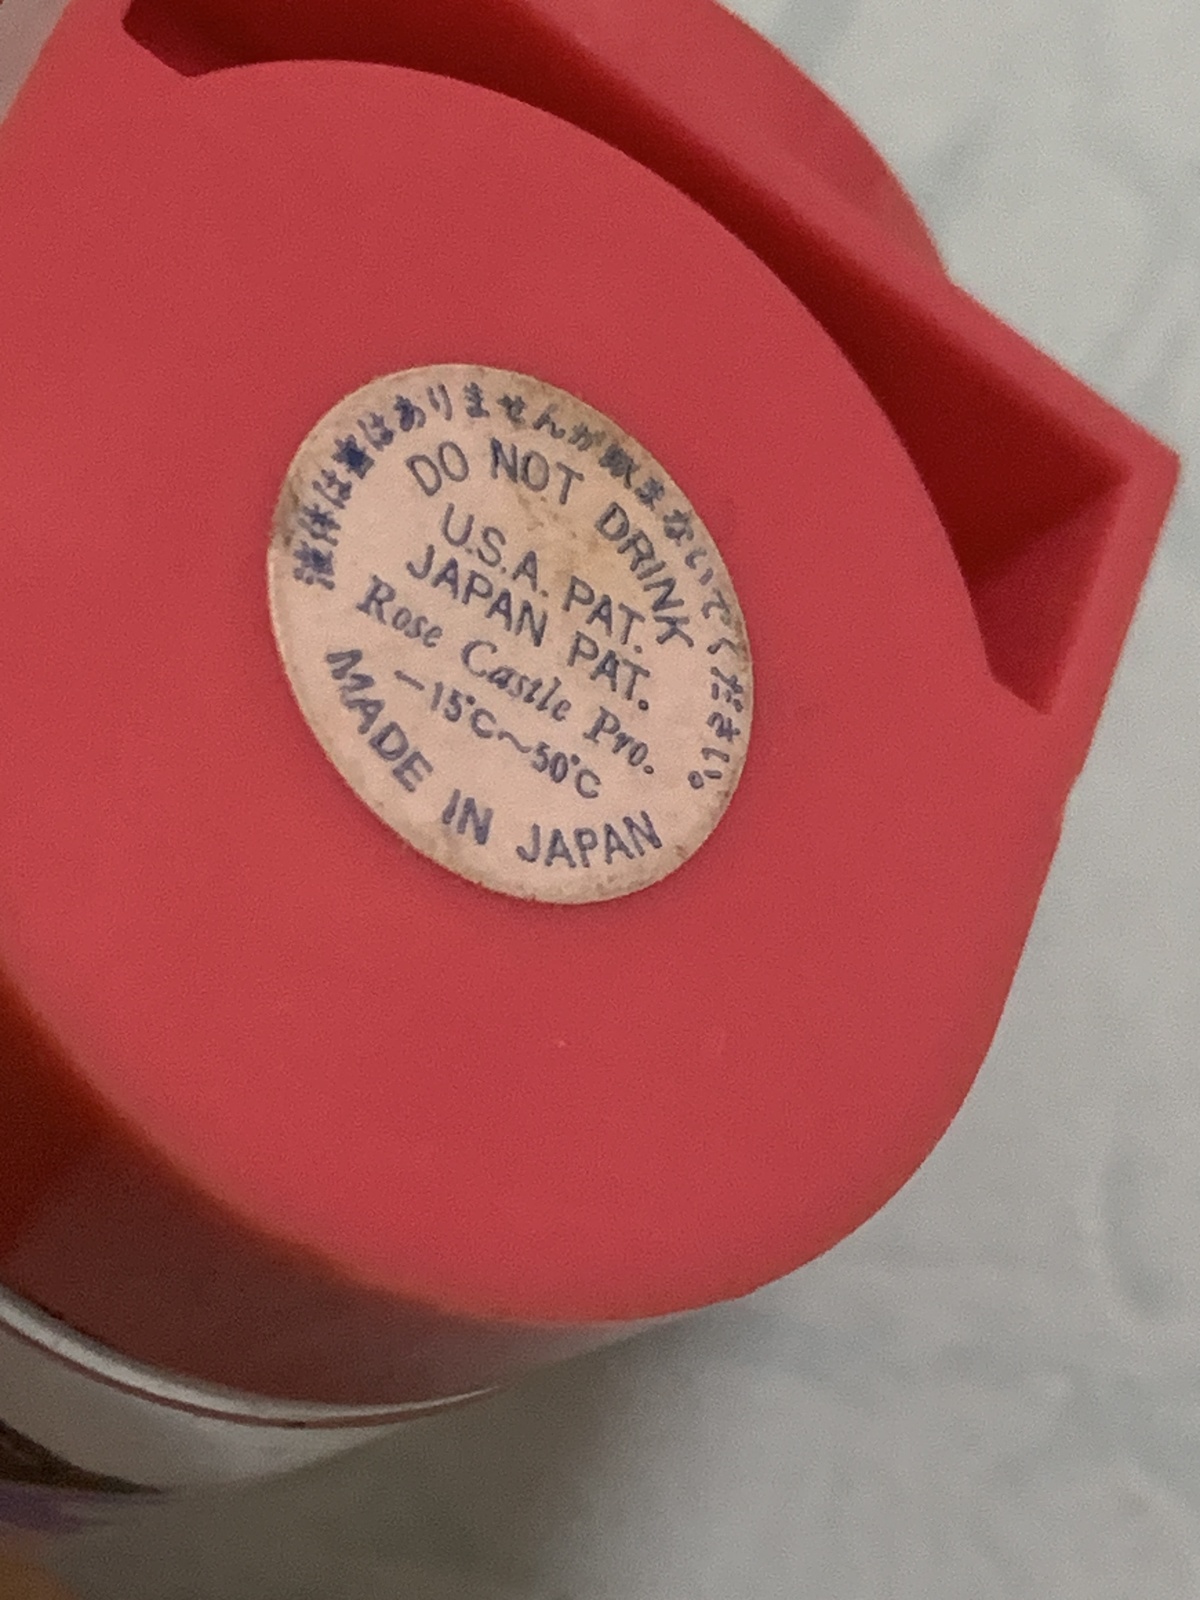 液体は毒はありませんが飲まないでください。
DO NOT DRINK
U.S.A. PAT.
JAPAN PAT.
Rose Castle Pro.
−15°C～50°C
MADE IN JAPAN